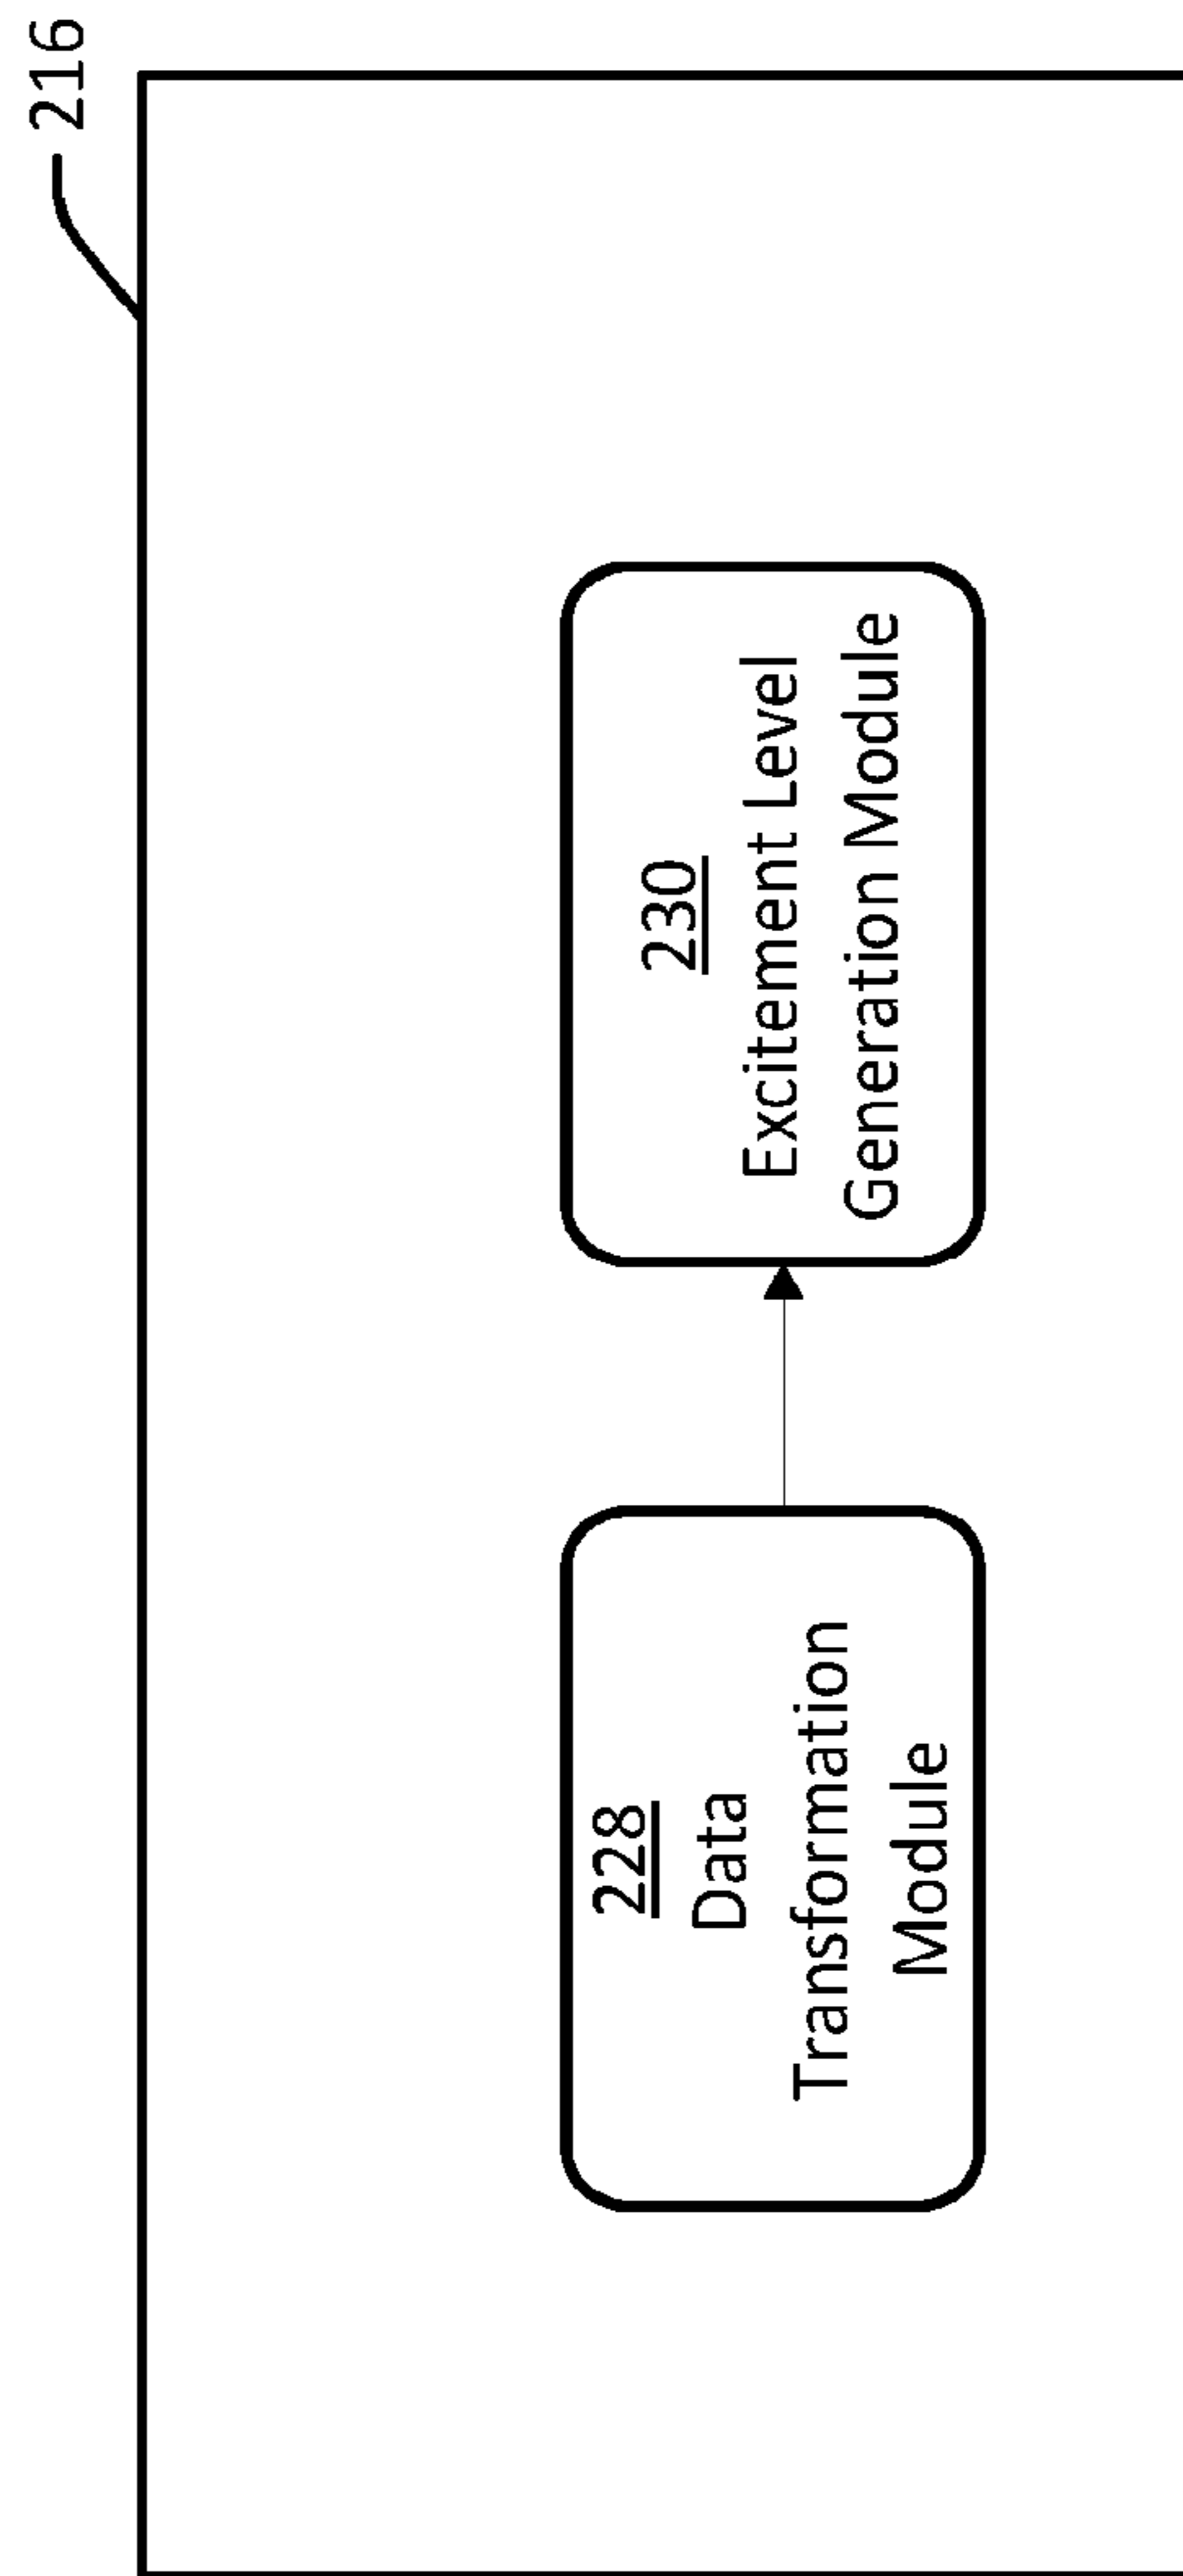 216
228
Data
Transformation
Module
230
Excitement Level
Generation Module